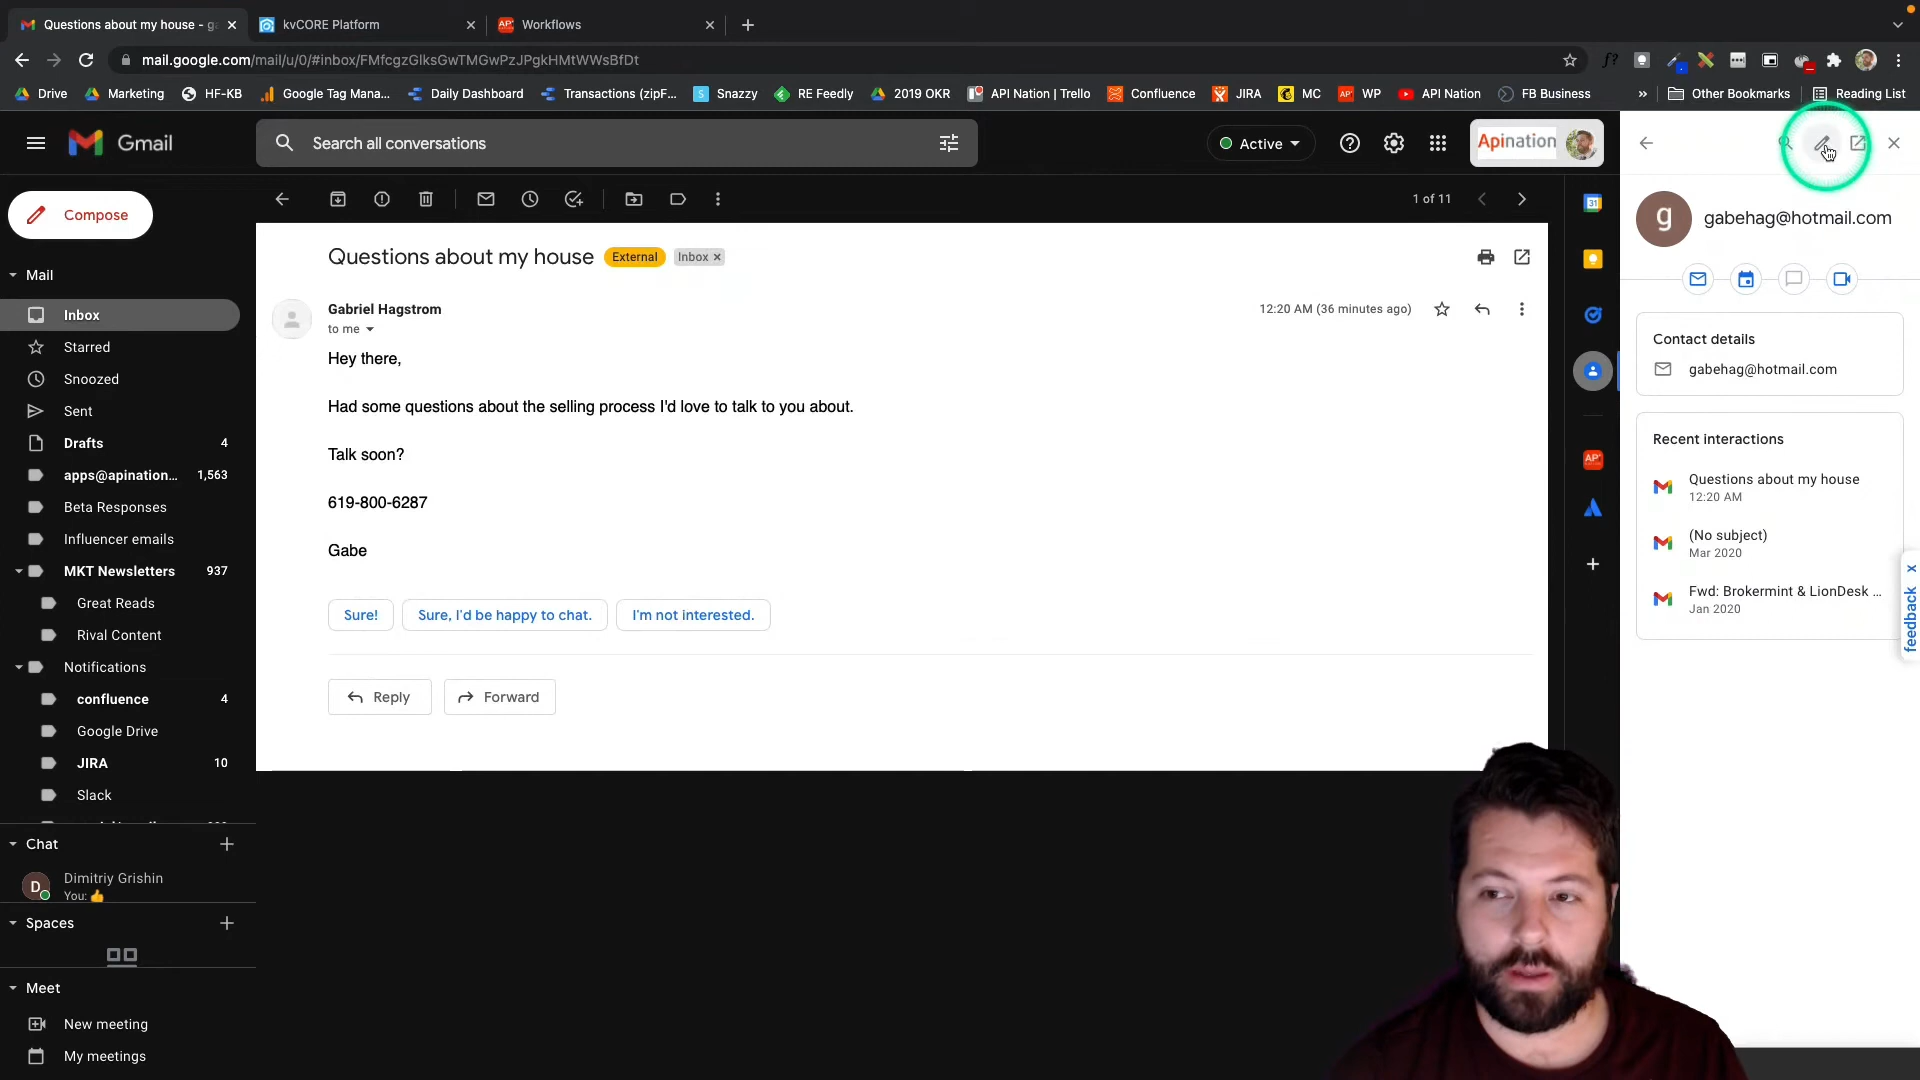 Questions about my house - g
kvCORE Platform
Workflows
mail.google.com/mail/u/0/#inbox/FMfcgzGlksGwTMGwPzJPgkHMtWWsBfDt
Drive
Marketing
HF-KB
Google Tag Mana...
Daily Dashboard
Transactions (zipF...
Snazzy
RE Feedly
2019 OKR
API Nation | Trello
Confluence
JIRA
MC
WP
API Nation
FB Business
»
Other Bookmarks
Reading List
Gmail
Search all conversations
Active
Apination
Compose
1 of 11
Mail
Inbox
Starred
Snoozed
Sent
Drafts 4
apps@apination... 1,563
Beta Responses
Influencer emails
MKT Newsletters 937
Great Reads
Rival Content
Notifications
confluence 4
Google Drive
JIRA 10
Slack
Chat
D
Dimitriy Grishin
You: 👍
Spaces
Meet
New meeting
My meetings
Questions about my house External Inbox x
Gabriel Hagstrom
12:20 AM (36 minutes ago)
to me
Hey there,
Had some questions about the selling process I'd love to talk to you about.
Talk soon?
619-800-6287
Gabe
Sure!
Sure, I'd be happy to chat.
I'm not interested.
Reply
Forward
31
g
gabehag@hotmail.com
Contact details
gabehag@hotmail.com
Recent interactions
Questions about my house
12:20 AM
(No subject)
Mar 2020
Fwd: Brokermint & LionDesk ...
Jan 2020
feedback x